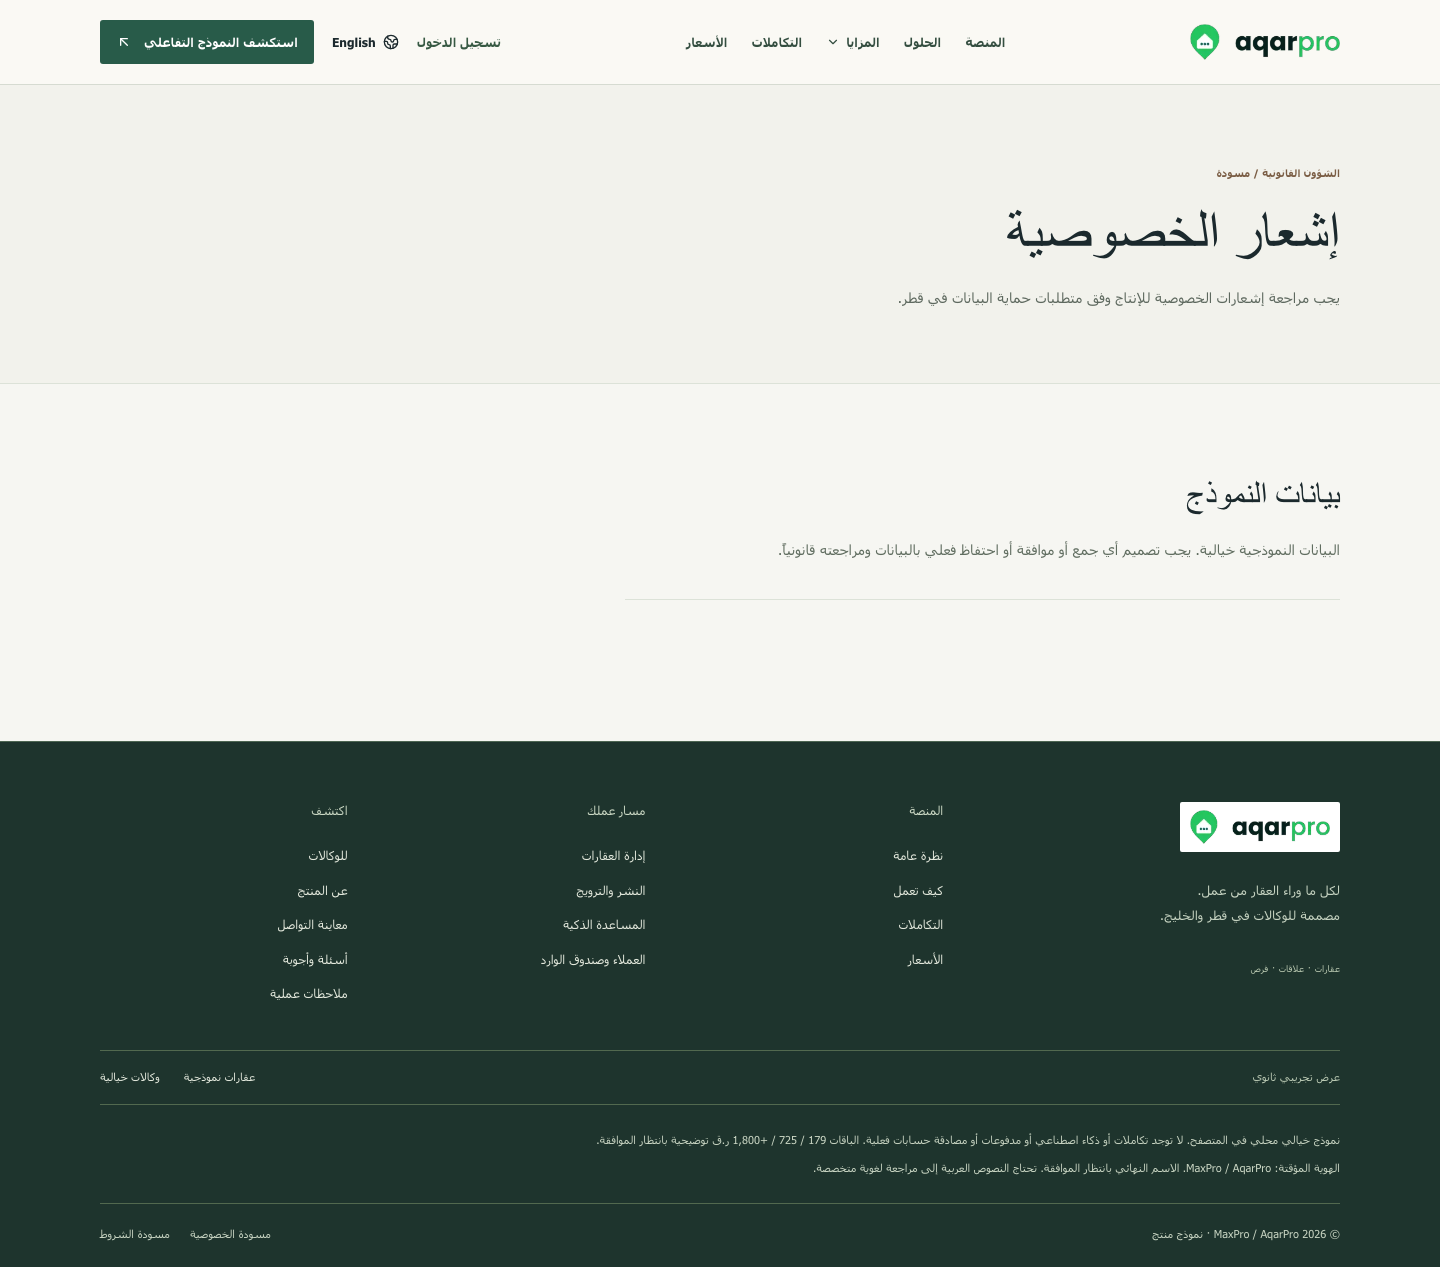 aqarpro
المنصة
الحلول
المزايا
التكاملات
الأسعار
تسجيل الدخول
English
استكشف النموذج التفاعلي
الشؤون القانونية / مسودة
إشعار الخصوصية
يجب مراجعة إشعارات الخصوصية للإنتاج وفق متطلبات حماية البيانات في قطر.
بيانات النموذج
البيانات النموذجية خيالية. يجب تصميم أي جمع أو موافقة أو احتفاظ فعلي بالبيانات ومراجعته قانونياً.
aqarpro
لكل ما وراء العقار من عمل.
مصممة للوكالات في قطر والخليج.
عقارات · علاقات · فرص
المنصة
نظرة عامة
كيف تعمل
التكاملات
الأسعار
مسار عملك
إدارة العقارات
النشر والترويج
المساعدة الذكية
العملاء وصندوق الوارد
اكتشف
للوكالات
عن المنتج
معاينة التواصل
أسئلة وأجوبة
ملاحظات عملية
عرض تجريبي ثانوي
عقارات نموذجية
وكالات خيالية
نموذج خيالي محلي في المتصفح. لا توجد تكاملات أو ذكاء اصطناعي أو مدفوعات أو مصادقة حسابات فعلية. الباقات 179 / 725 / +1,800 ر.ق توضيحية بانتظار الموافقة.
الهوية المؤقتة: MaxPro / AqarPro. الاسم النهائي بانتظار الموافقة. تحتاج النصوص العربية إلى مراجعة لغوية متخصصة.
© 2026 MaxPro / AqarPro · نموذج منتج
مسودة الخصوصية
مسودة الشروط